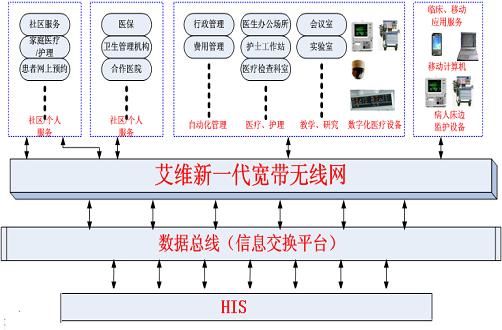 社区服务
家庭医疗
/护理
患者网上预约
社区/个人
服务
医保
卫生管理机构
合作医院
社区/个人
服务
行政管理
费用管理
自动化管理
医生办公场所
护士工作站
医疗检查科室
医疗、护理
会议室
实验室
教学、研究
数字化医疗设备
临床、移动
应用服务
移动计算机
病人床边
监护设备
艾维新一代宽带无线网
数据总线（信息交换平台）
HIS